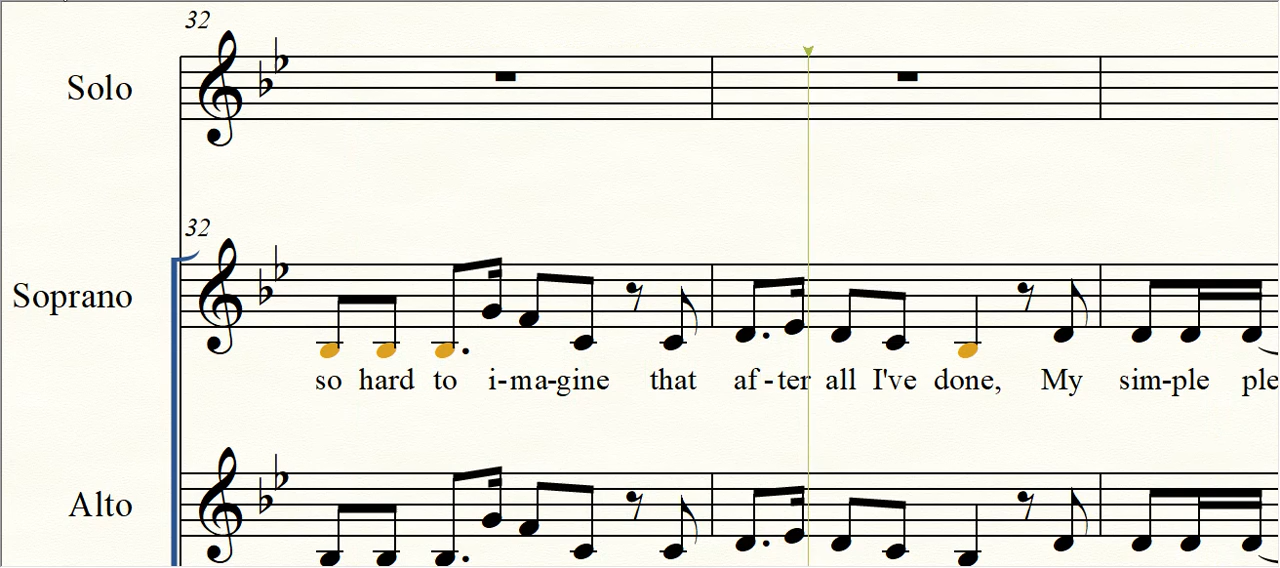 32
Solo
32
Soprano
so hard to i-ma-gine that af-ter all I've done, My sim-ple ple
Alto